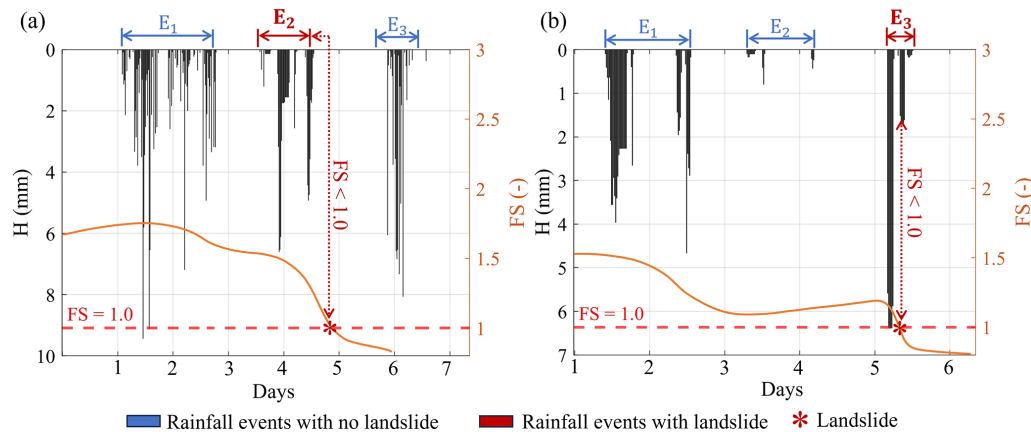 (a)
E1
E2
E3
0
2
4
6
8
10
H (mm)
3
2.5
2
1.5
1
FS (-)
FS < 1.0
FS = 1.0
1
2
3
4
5
6
7
Days
(b)
E1
E2
E3
0
1
2
3
4
5
6
7
H (mm)
3
2.5
2
1.5
1
FS (-)
FS < 1.0
FS = 1.0
1
2
3
4
5
6
Days
Rainfall events with no landslide
Rainfall events with landslide
* Landslide